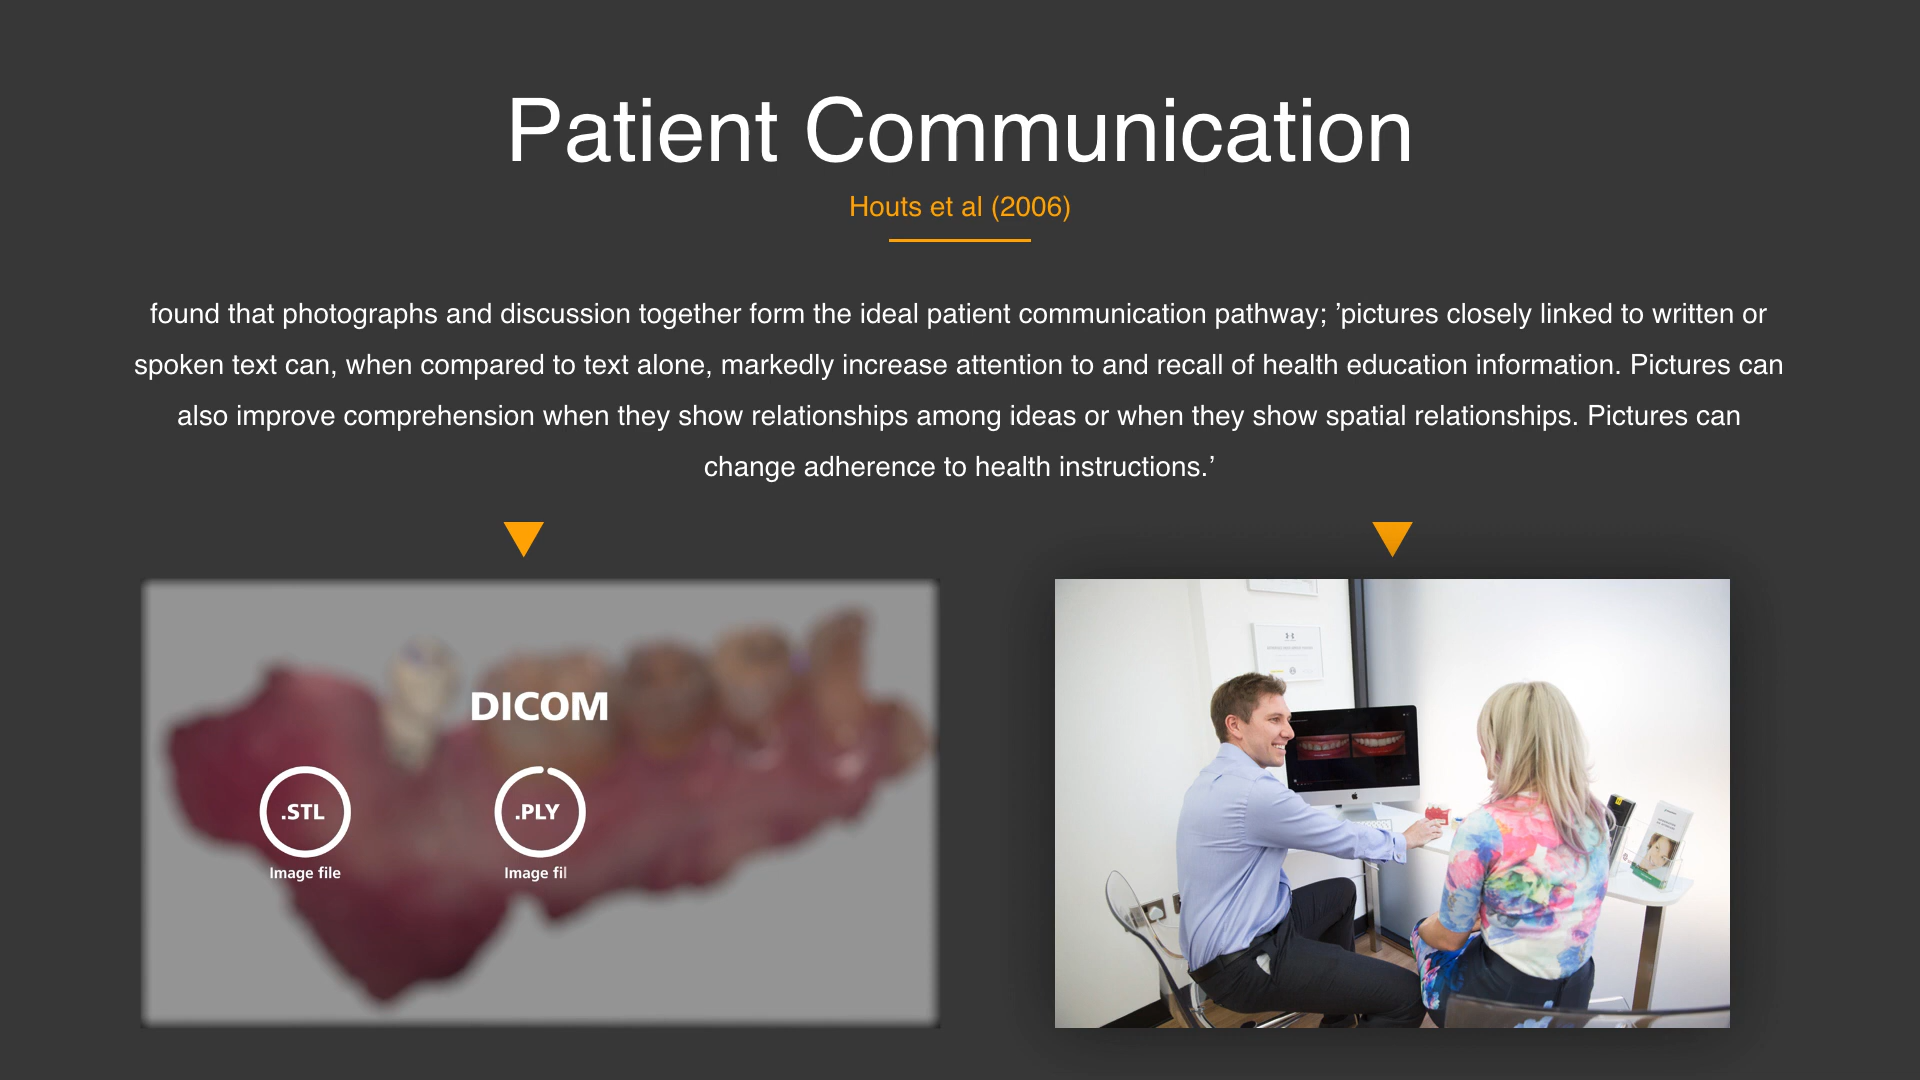 Patient Communication
Houts et al (2006)
found that photographs and discussion together form the ideal patient communication pathway; ’pictures closely linked to written or
spoken text can, when compared to text alone, markedly increase attention to and recall of health education information. Pictures can
also improve comprehension when they show relationships among ideas or when they show spatial relationships. Pictures can
change adherence to health instructions.’
DICOM
.STL
.PLY
Image file
Image fil